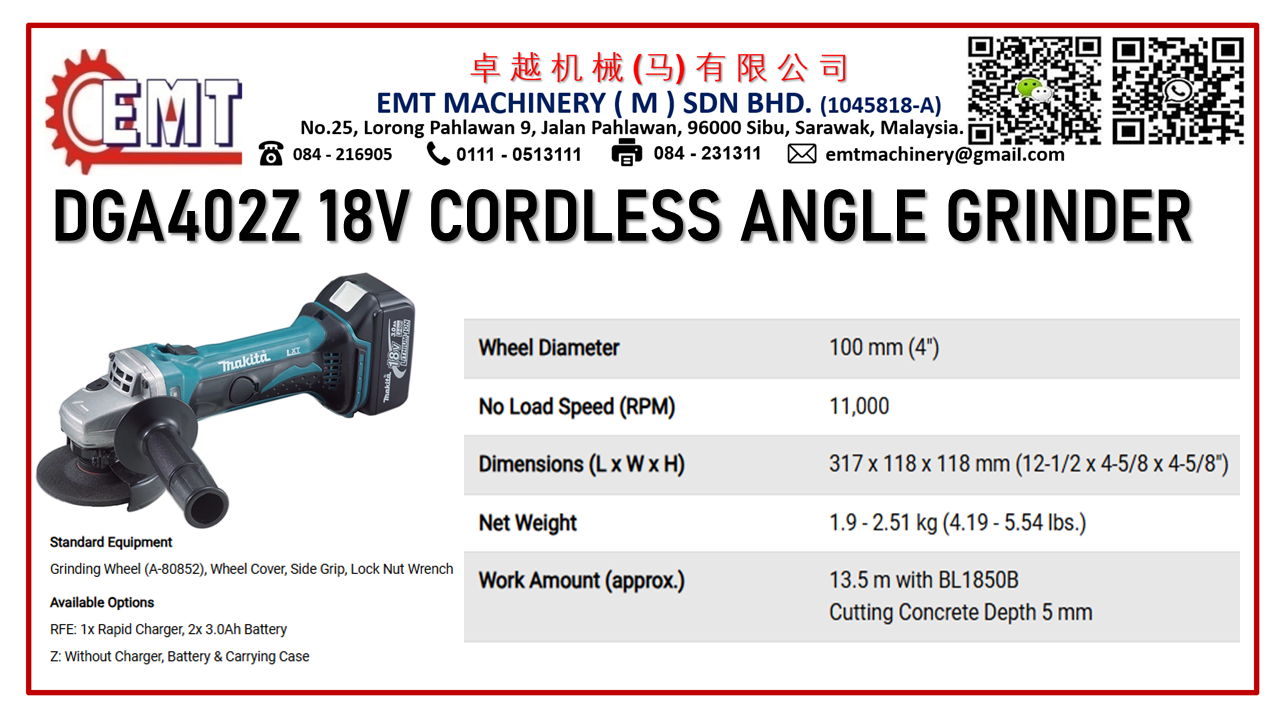 EMT
卓越机械(马)有限公司
EMT MACHINERY ( M ) SDN BHD. (1045818-A)
No.25, Lorong Pahlawan 9, Jalan Pahlawan, 96000 Sibu, Sarawak, Malaysia.
084 - 216905 0111 - 0513111 084 - 231311 emtmachinery@gmail.com
DGA402Z 18V CORDLESS ANGLE GRINDER
makita LXT
makita 18V 3.0Ah LITHIUM-ION
Wheel Diameter 100 mm (4")
No Load Speed (RPM) 11,000
Dimensions (L x W x H) 317 x 118 x 118 mm (12-1/2 x 4-5/8 x 4-5/8")
Net Weight 1.9 - 2.51 kg (4.19 - 5.54 lbs.)
Work Amount (approx.) 13.5 m with BL1850B
Cutting Concrete Depth 5 mm
Standard Equipment
Grinding Wheel (A-80852), Wheel Cover, Side Grip, Lock Nut Wrench
Available Options
RFE: 1x Rapid Charger, 2x 3.0Ah Battery
Z: Without Charger, Battery & Carrying Case